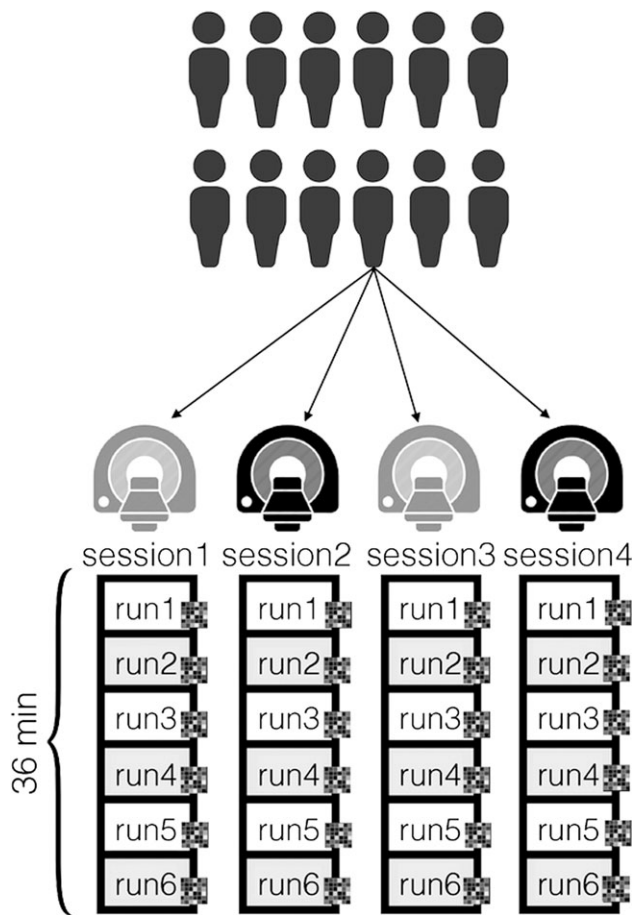 session1 session2 session3 session4
36 min
run1 run1 run1 run1
run2 run2 run2 run2
run3 run3 run3 run3
run4 run4 run4 run4
run5 run5 run5 run5
run6 run6 run6 run6